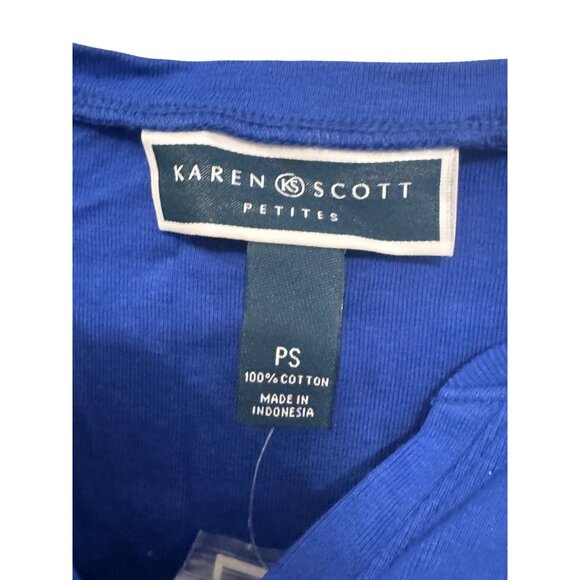 KAREN KS SCOTT
PETITES
PS
100% COTTON
MADE IN
INDONESIA